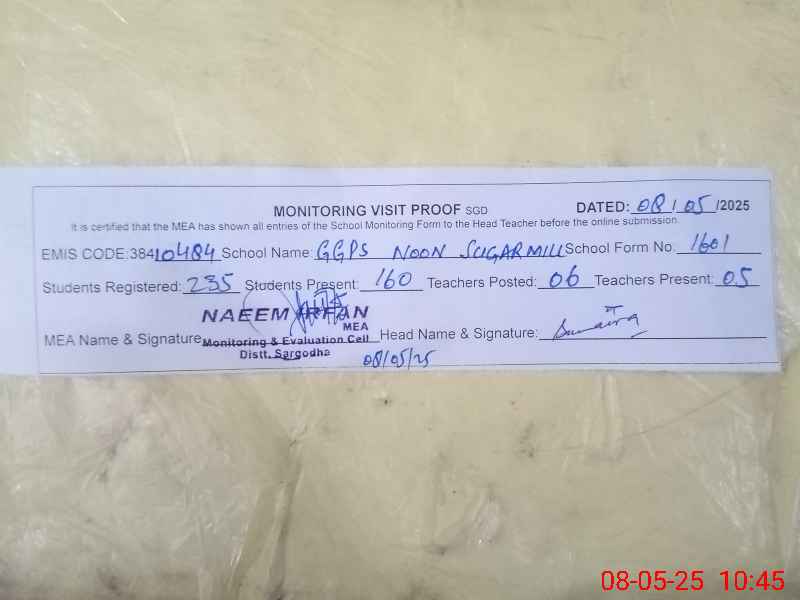 MONITORING VISIT PROOF SGD DATED: 08 / 05 /2025
It is certified that the MEA has shown all entries of the School Monitoring Form to the Head Teacher before the online submission.
EMIS CODE:38410484 School Name: GGPS NOON SUGAR MILL School Form No: 1601
Students Registered: 235 Students Present: 160 Teachers Posted: 06 Teachers Present: 05
NAEEM IRFAN
MEA
MEA Name & Signature Monitoring & Evaluation Cell Head Name & Signature:
Distt. Sargodha
08/05/25
08-05-25 10:45